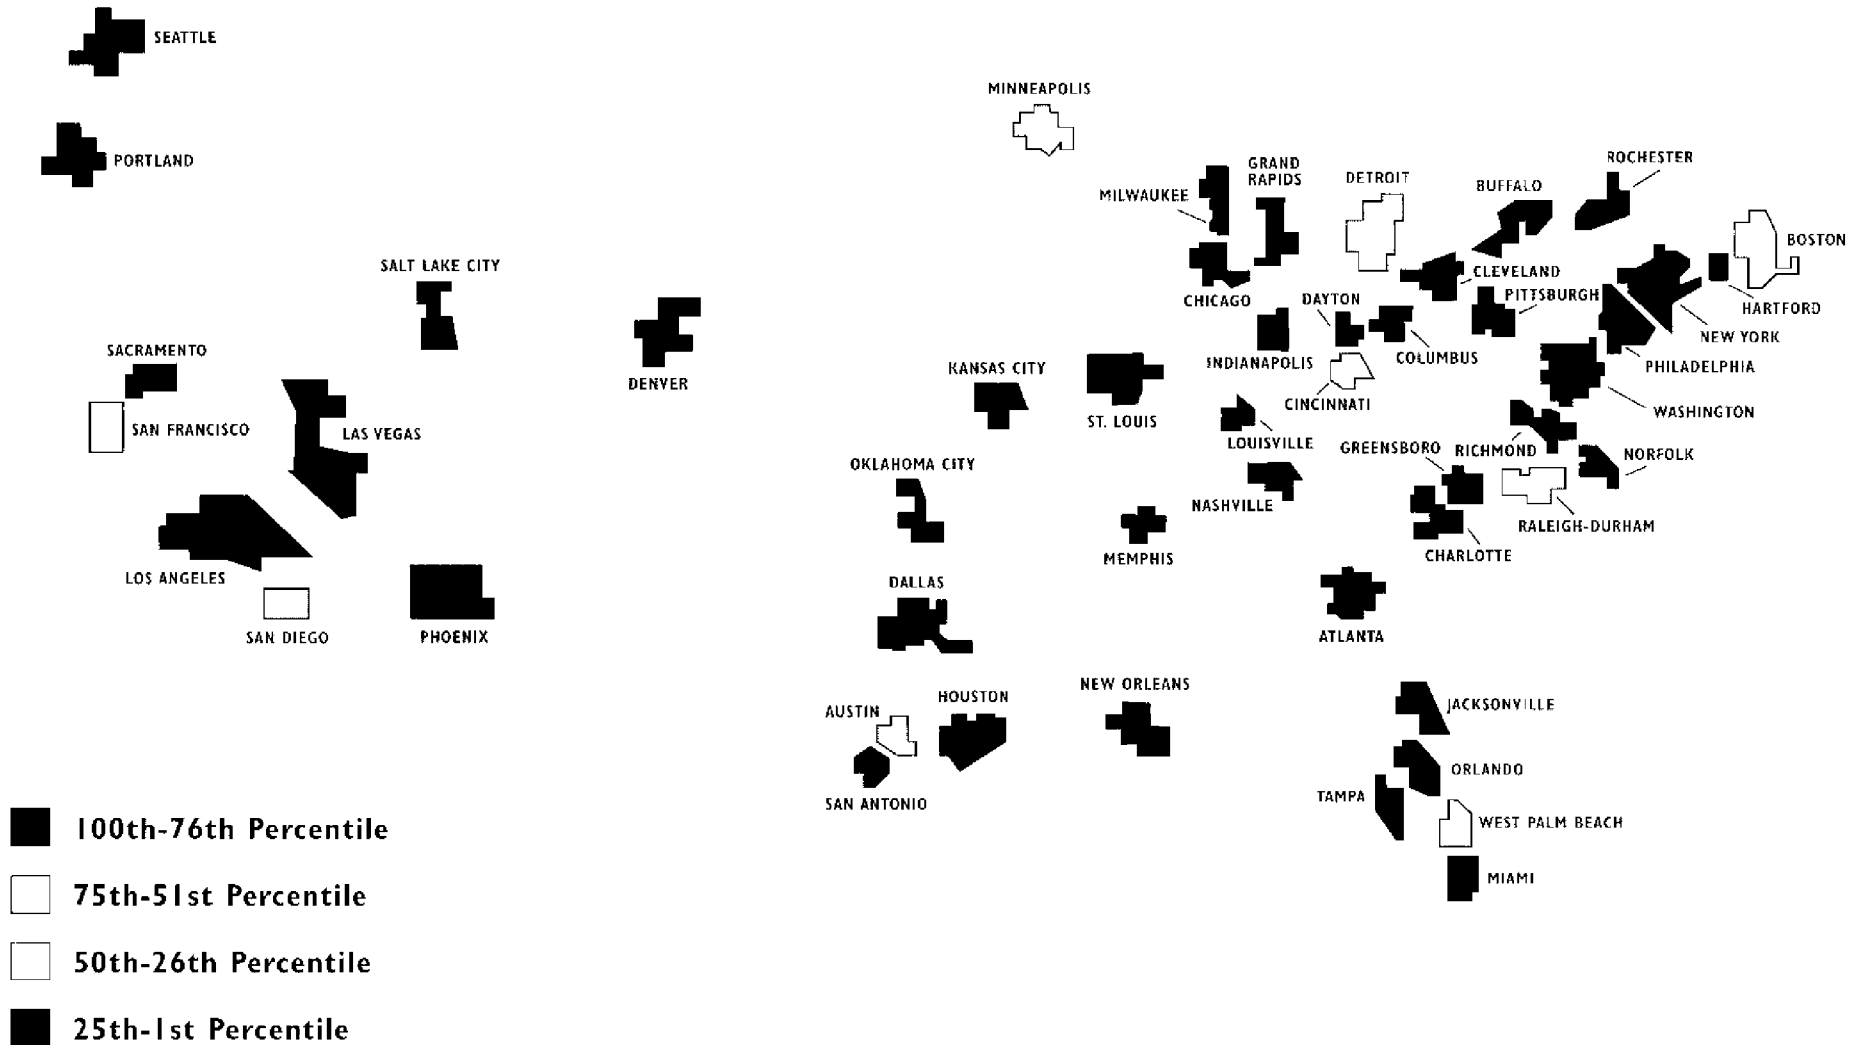 SEATTLE
PORTLAND
MINNEAPOLIS
MILWAUKEE
GRAND
RAPIDS
DETROIT
BUFFALO
ROCHESTER
BOSTON
SALT LAKE CITY
CHICAGO
DAYTON
CLEVELAND
PITTSBURGH
HARTFORD
NEW YORK
SACRAMENTO
DENVER
KANSAS CITY
INDIANAPOLIS
COLUMBUS
PHILADELPHIA
SAN FRANCISCO
LAS VEGAS
ST. LOUIS
CINCINNATI
WASHINGTON
LOUISVILLE
GREENSBORO
RICHMOND
NORFOLK
OKLAHOMA CITY
NASHVILLE
RALEIGH-DURHAM
MEMPHIS
CHARLOTTE
LOS ANGELES
DALLAS
SAN DIEGO
PHOENIX
ATLANTA
NEW ORLEANS
AUSTIN
HOUSTON
JACKSONVILLE
ORLANDO
TAMPA
SAN ANTONIO
WEST PALM BEACH
MIAMI
100th-76th Percentile
75th-51st Percentile
50th-26th Percentile
25th-1st Percentile